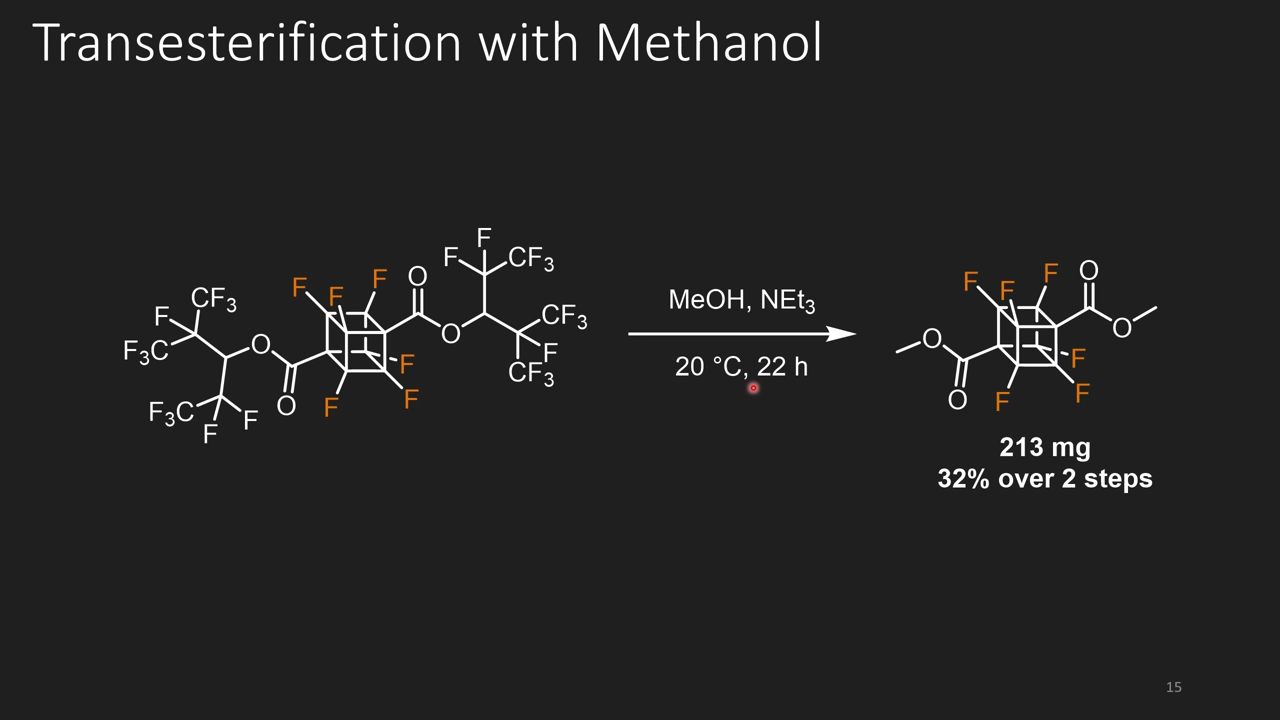 Transesterification with Methanol
F
F CF3
F F F O
CF3 CF3
F O F
F3C O F CF3
F3C O F F
F F
MeOH, NEt3
20 °C, 22 h
F F F O
O O
F
O F F
213 mg
32% over 2 steps
15